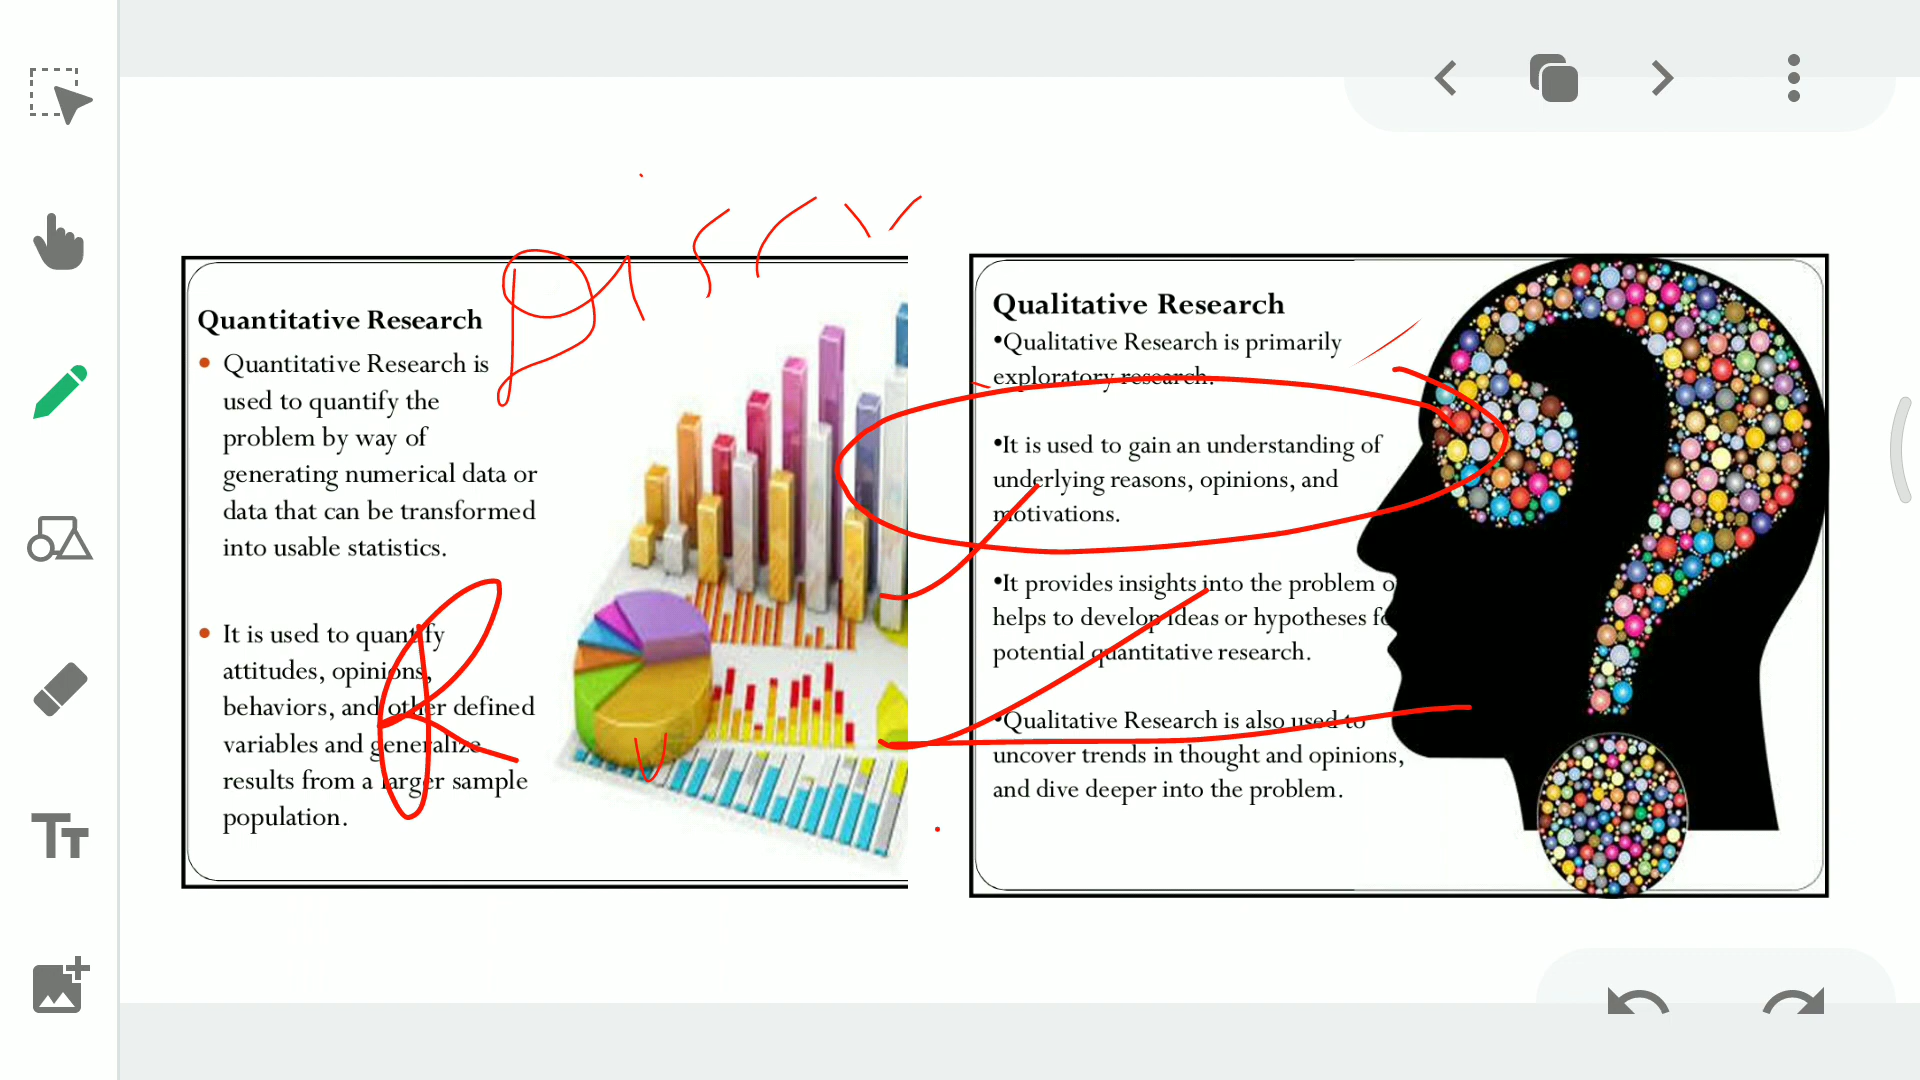 Quantitative Research
Quantitative Research is
used to quantify the
problem by way of
generating numerical data or
data that can be transformed
into usable statistics.
It is used to quantify
attitudes, opinions,
behaviors, and other defined
variables and generalize
results from a larger sample
population.
Qualitative Research
•Qualitative Research is primarily
exploratory research.
•It is used to gain an understanding of
underlying reasons, opinions, and
motivations.
•It provides insights into the problem o
helps to develop ideas or hypotheses fo
potential quantitative research.
•Qualitative Research is also used to
uncover trends in thought and opinions,
and dive deeper into the problem.